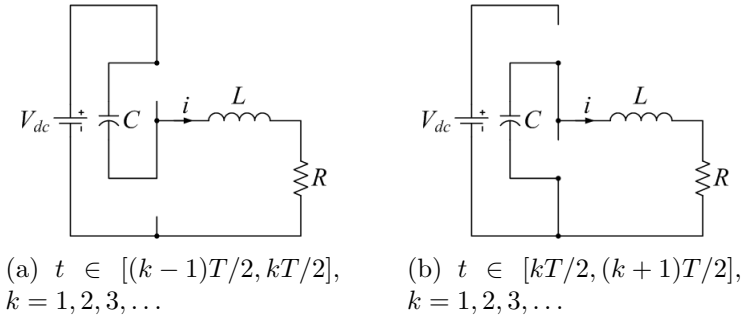 V_dc
+
-
C
i
L
R
V_dc
+
-
C
i
L
R
(a) t ∈ [(k − 1)T/2, kT/2],
k = 1, 2, 3, . . .
(b) t ∈ [kT/2, (k + 1)T/2],
k = 1, 2, 3, . . .